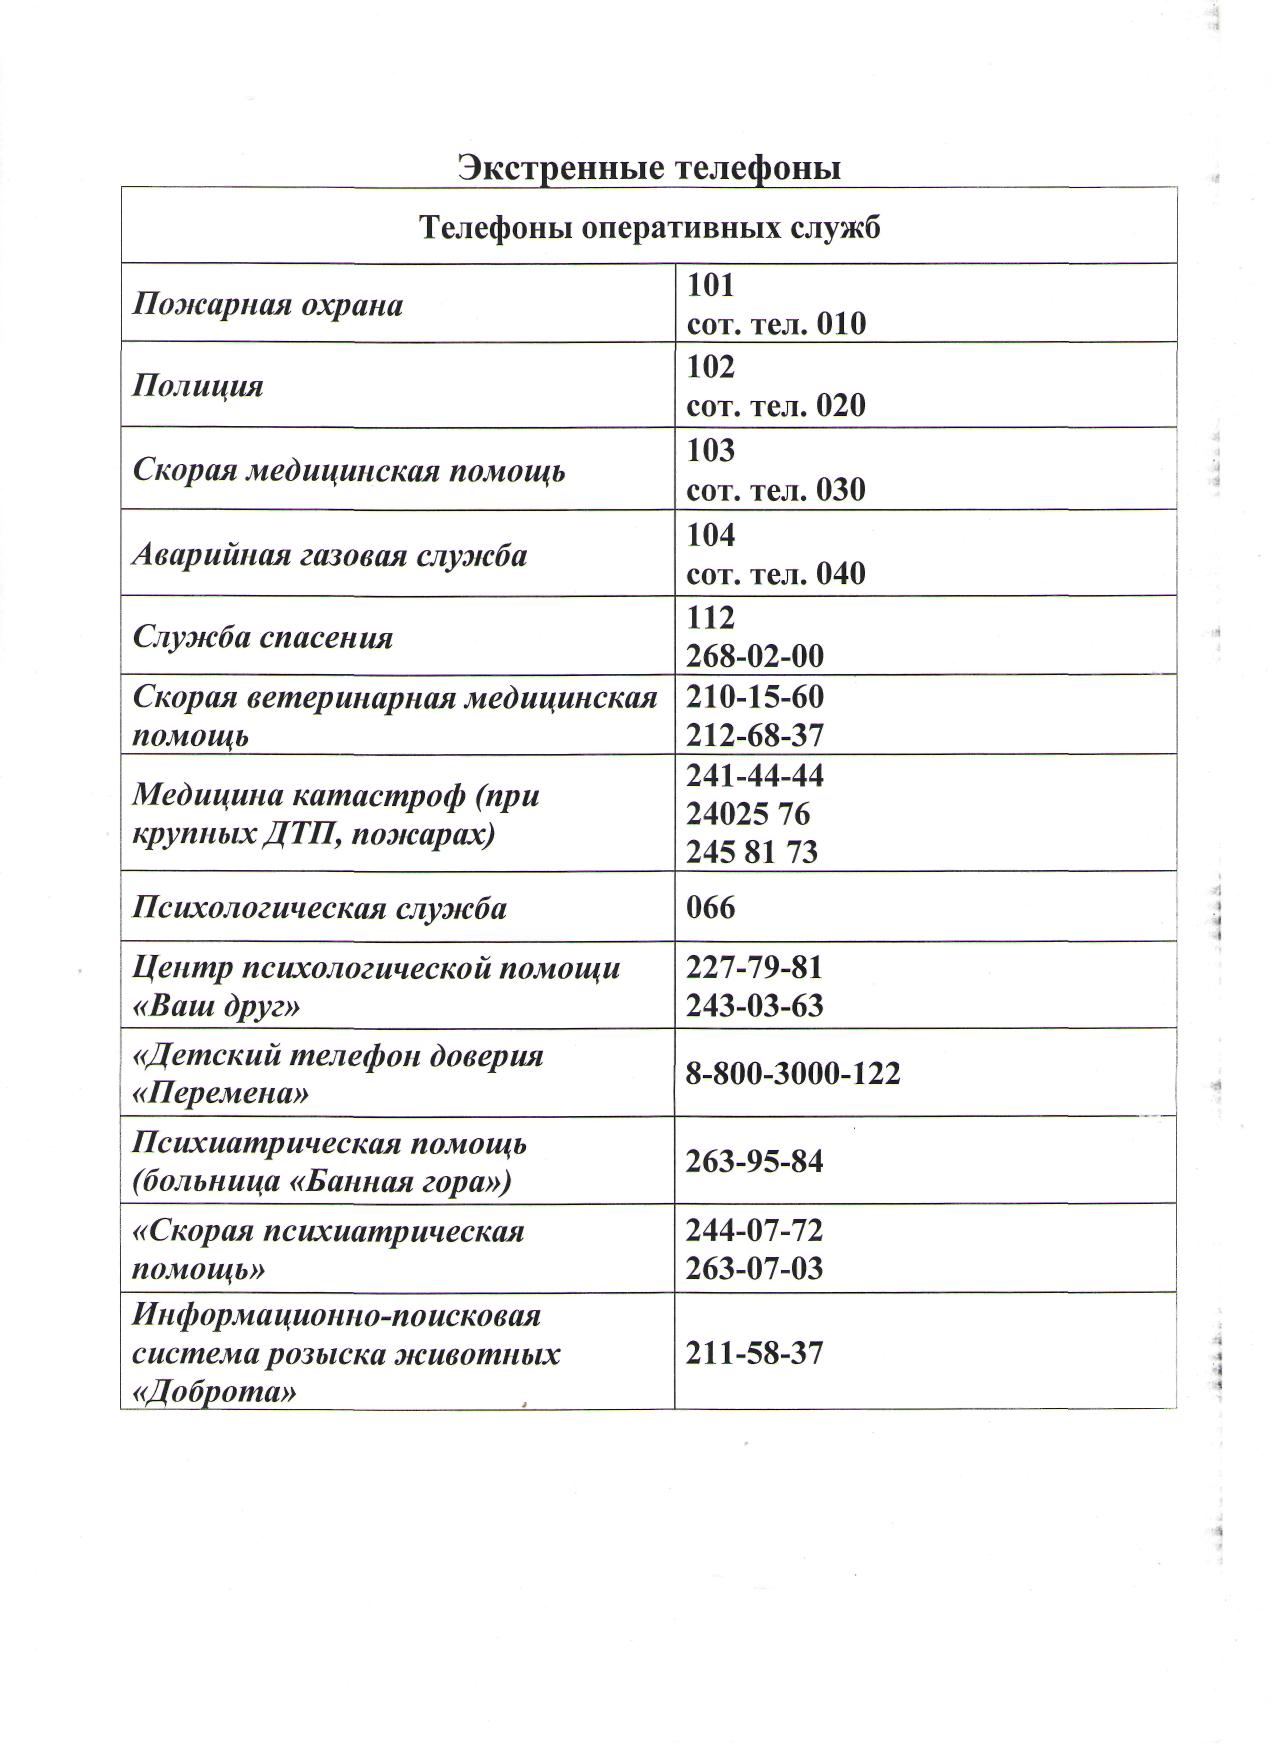 Экстренные телефоны
Телефоны оперативных служб
Пожарная охрана
101
сот. тел. 010
Полиция
102
сот. тел. 020
Скорая медицинская помощь
103
сот. тел. 030
Аварийная газовая служба
104
сот. тел. 040
Служба спасения
112
268-02-00
Скорая ветеринарная медицинская
помощь
210-15-60
212-68-37
Медицина катастроф (при
крупных ДТП, пожарах)
241-44-44
24025 76
245 81 73
Психологическая служба
066
Центр психологической помощи
«Ваш друг»
227-79-81
243-03-63
«Детский телефон доверия
«Перемена»
8-800-3000-122
Психиатрическая помощь
(больница «Банная гора»)
263-95-84
«Скорая психиатрическая
помощь»
244-07-72
263-07-03
Информационно-поисковая
система розыска животных
«Доброта»
211-58-37